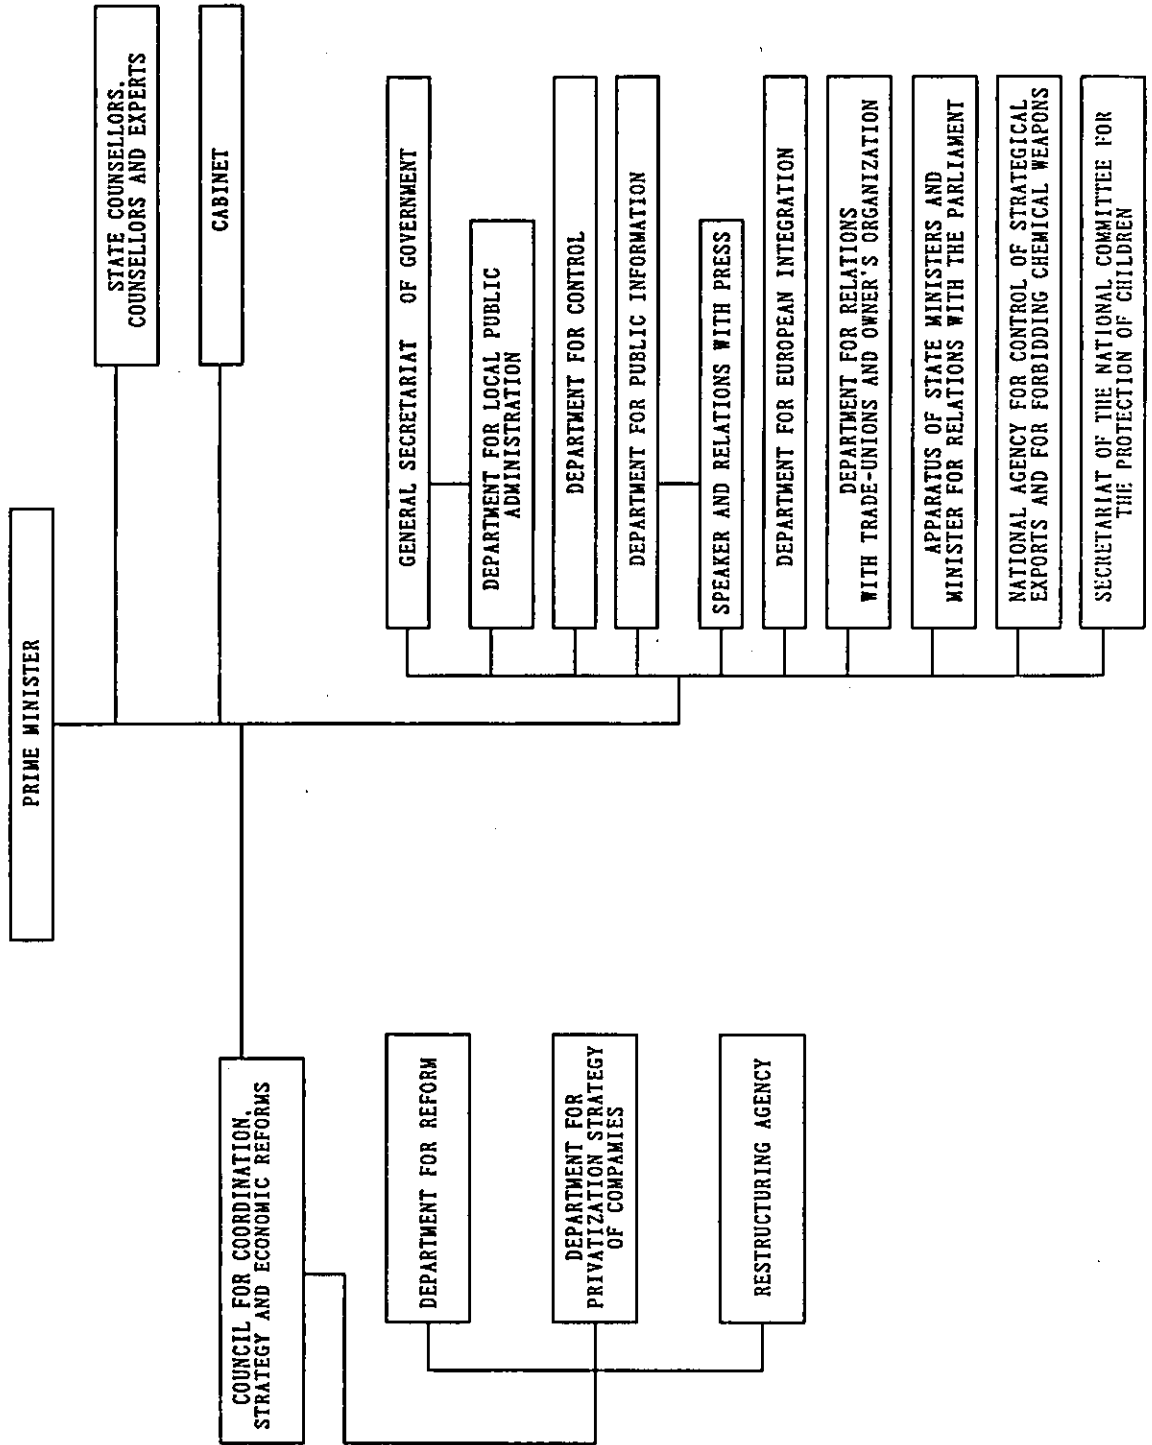 PRIME MINISTER
STATE COUNSELLORS,
COUNSELLORS AND EXPERTS
CABINET
COUNCIL FOR COORDINATION,
STRATEGY AND ECONOMIC REFORMS
DEPARTMENT FOR REFORM
DEPARTMENT FOR
PRIVATIZATION STRATEGY
OF COMPAMIES
RESTRUCTURING AGENCY
GENERAL SECRETARIAT OF GOVERNMENT
DEPARTMENT FOR LOCAL PUBLIC
ADMINISTRATION
DEPARTMENT FOR CONTROL
DEPARTMENT FOR PUBLIC INFORMATION
SPEAKER AND RELATIONS WITH PRESS
DEPARTMENT FOR EUROPEAN INTEGRATION
DEPARTMENT FOR RELATIONS
WITH TRADE-UNIONS AND OWNER'S ORGANIZATION
APPARATUS OF STATE MINISTERS AND
MINISTER FOR RELATIONS WITH THE PARLIAMENT
NATIONAL AGENCY FOR CONTROL OF STRATEGICAL
EXPORTS AND FOR FORBIDDING CHEMICAL WEAPONS
SECRETARIAT OF THE NATIONAL COMMITTEE FOR
THE PROTECTION OF CHILDREN